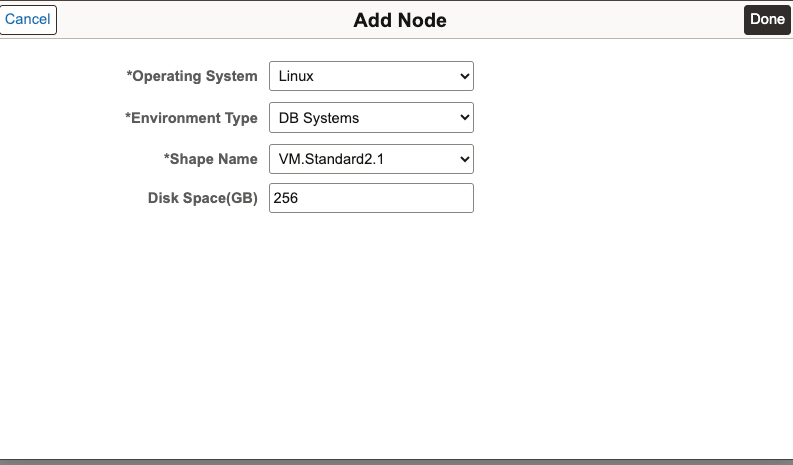 Cancel Add Node Done
*Operating System Linux
*Environment Type DB Systems
*Shape Name VM.Standard2.1
Disk Space(GB) 256